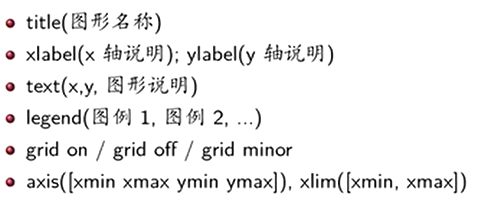 title(图形名称)
xlabel(x 轴说明); ylabel(y 轴说明)
text(x,y, 图形说明)
legend(图例 1, 图例 2, ...)
grid on / grid off / grid minor
axis([xmin xmax ymin ymax]), xlim([xmin, xmax])